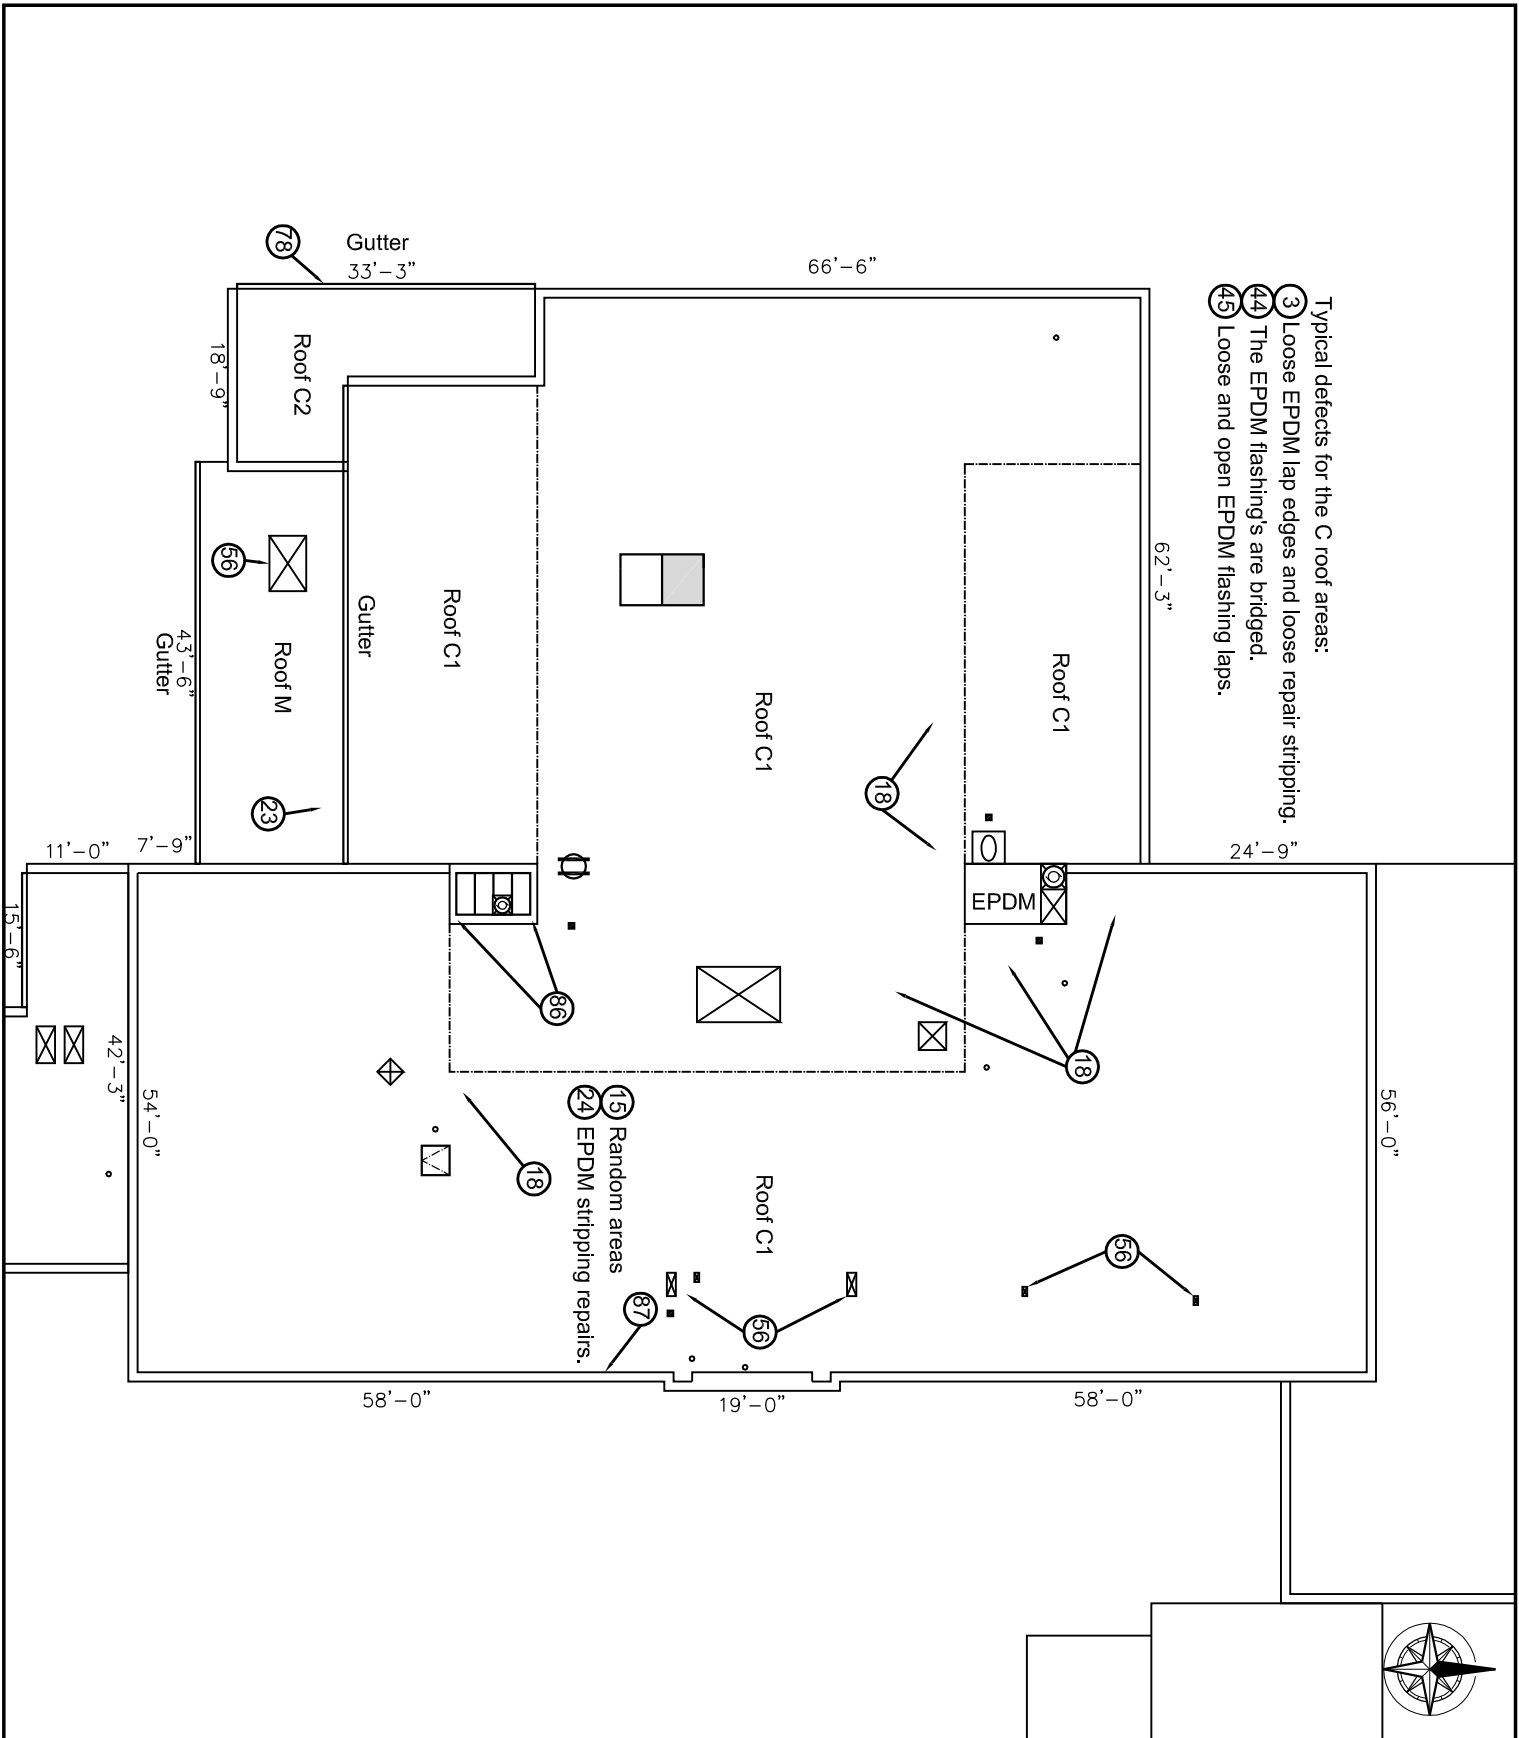 Typical defects for the C roof areas:
3 Loose EPDM lap edges and loose repair stripping.
44 The EPDM flashing's are bridged.
45 Loose and open EPDM flashing laps.
78
Gutter
33'-3"
66'-6"
Roof C2
18'-9"
62'-3"
56
Roof M
43'-6"
Gutter
Gutter
Roof C1
Roof C1
Roof C1
18
23
11'-0"
7'-9"
24'-9"
15'-6"
EPDM
86
18
42'-3"
54'-0"
56'-0"
15 Random areas
24 EPDM stripping repairs.
18
Roof C1
56
87
56
58'-0"
19'-0"
58'-0"